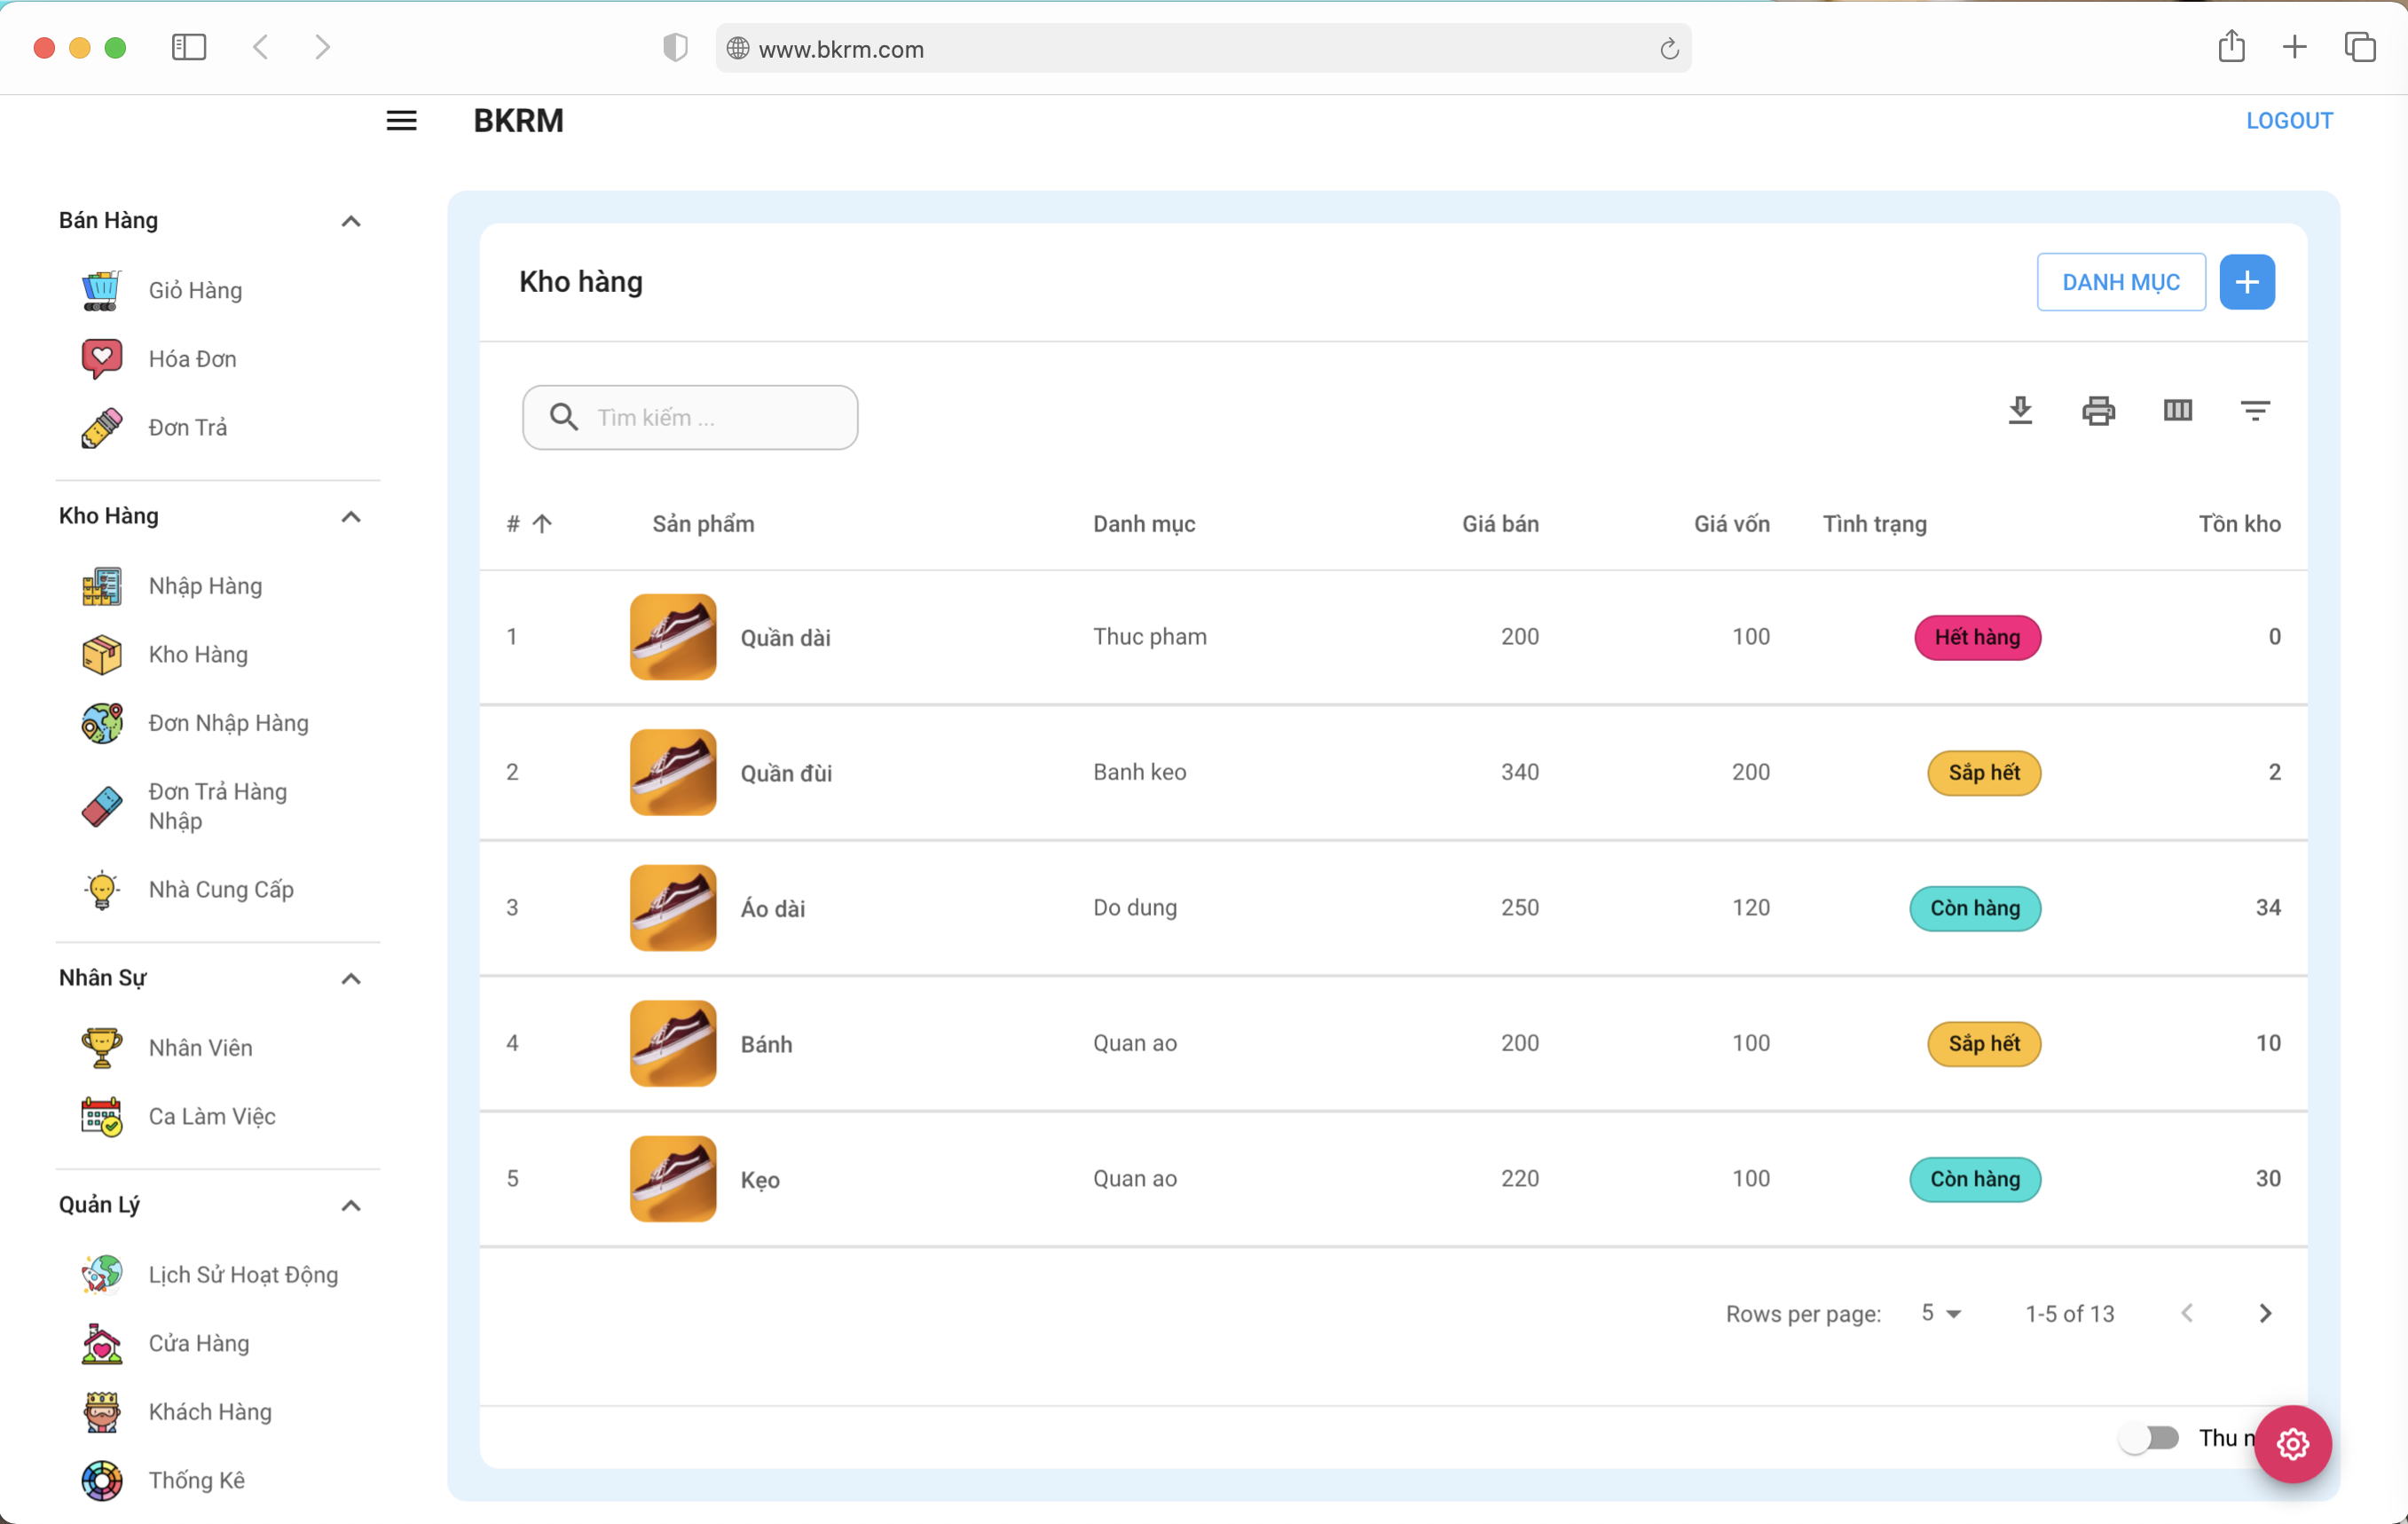 www.bkrm.com
BKRM
LOGOUT
Bán Hàng
Giỏ Hàng
Hóa Đơn
Đơn Trả
Kho Hàng
Nhập Hàng
Kho Hàng
Đơn Nhập Hàng
Đơn Trả Hàng
Nhập
Nhà Cung Cấp
Nhân Sự
Nhân Viên
Ca Làm Việc
Quản Lý
Lịch Sử Hoạt Động
Cửa Hàng
Khách Hàng
Thống Kê
Kho hàng
DANH MỤC
Tìm kiếm ...
# Sản phẩm Danh mục Giá bán Giá vốn Tình trạng Tồn kho
1 Quần dài Thuc pham 200 100 Hết hàng 0
2 Quần đùi Banh keo 340 200 Sắp hết 2
3 Áo dài Do dung 250 120 Còn hàng 34
4 Bánh Quan ao 200 100 Sắp hết 10
5 Kẹo Quan ao 220 100 Còn hàng 30
Rows per page: 5 1-5 of 13
Thu